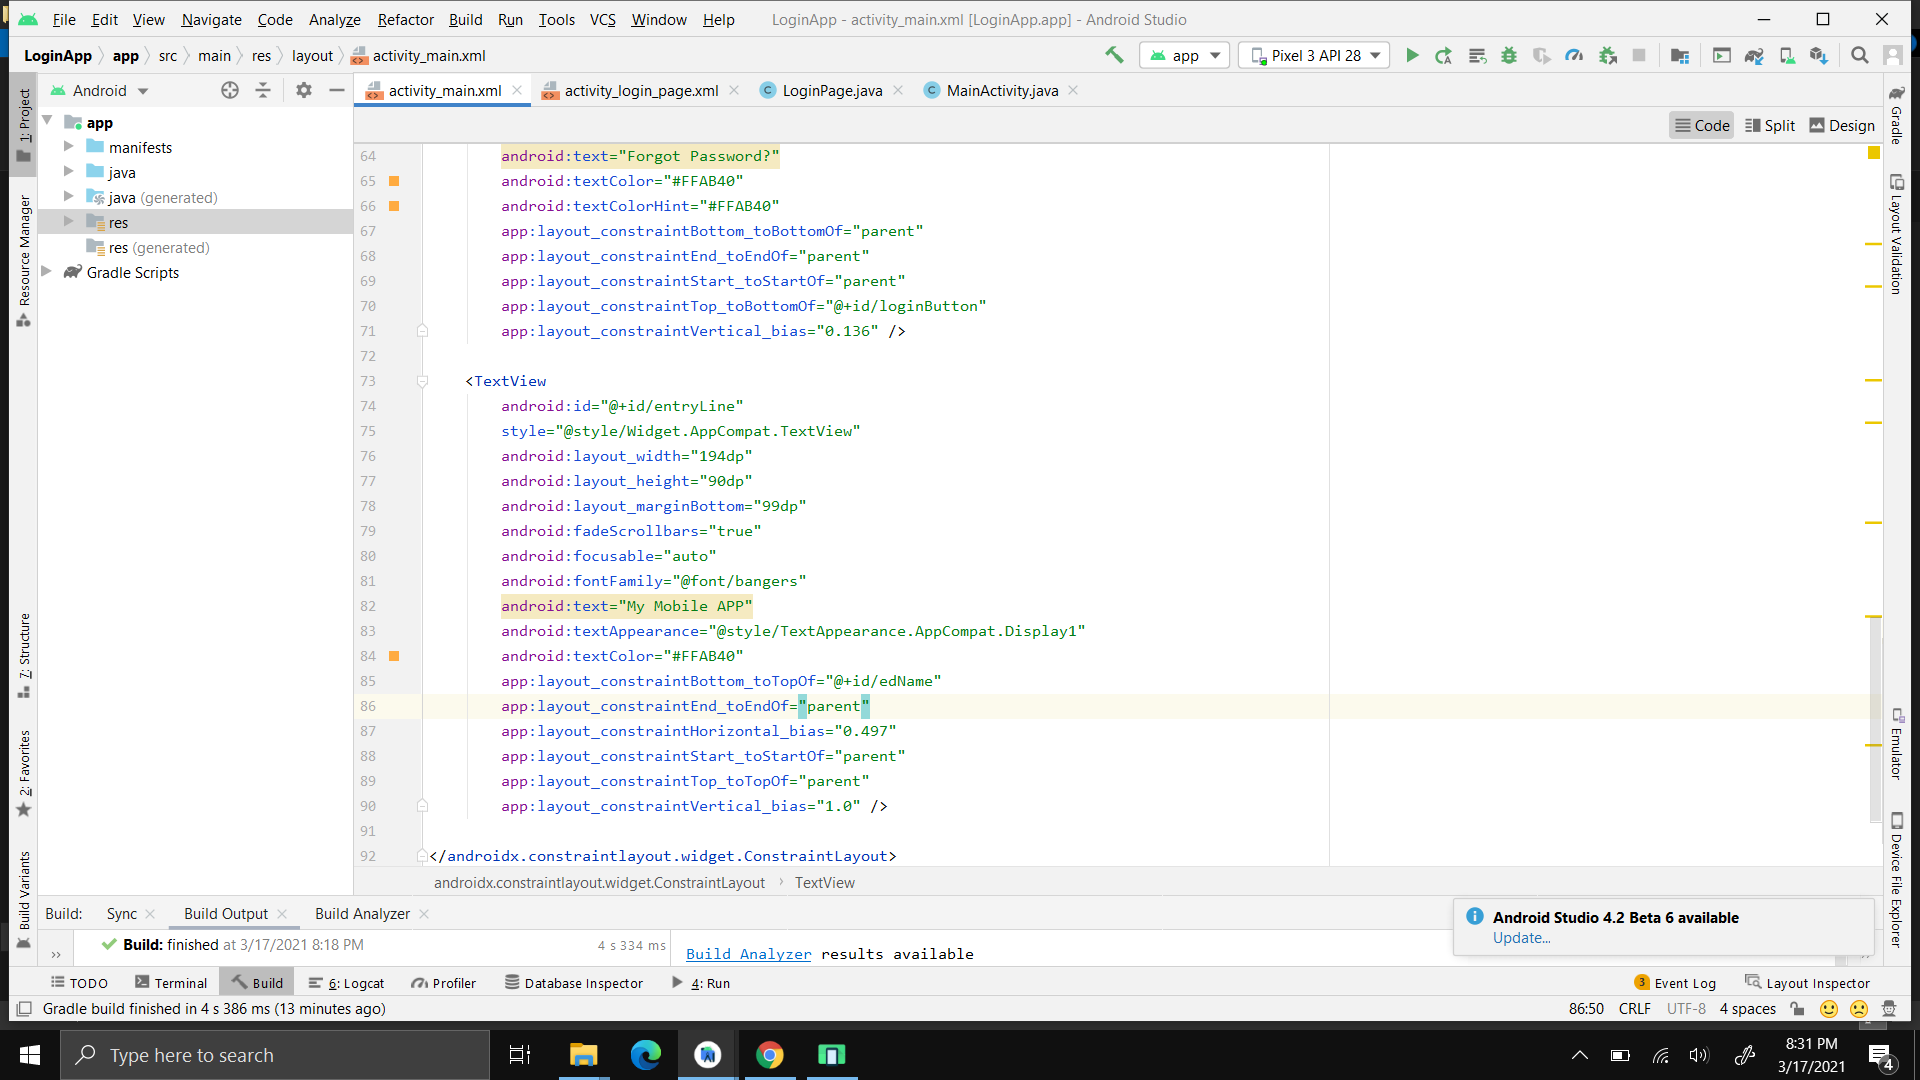 File Edit View Navigate Code Analyze Refactor Build Run Tools VCS Window Help LoginApp - activity_main.xml [LoginApp.app] - Android Studio
LoginApp app src main res layout activity_main.xml app Pixel 3 API 28
Android activity_main.xml activity_login_page.xml LoginPage.java MainActivity.java
Code Split Design
1: Project
Resource Manager
7: Structure
2: Favorites
Build Variants
app
manifests
java
java (generated)
res
res (generated)
Gradle Scripts
64 android:text="Forgot Password?"
65 android:textColor="#FFAB40"
66 android:textColorHint="#FFAB40"
67 app:layout_constraintBottom_toBottomOf="parent"
68 app:layout_constraintEnd_toEndOf="parent"
69 app:layout_constraintStart_toStartOf="parent"
70 app:layout_constraintTop_toBottomOf="@+id/loginButton"
71 app:layout_constraintVertical_bias="0.136" />
72
73 <TextView
74 android:id="@+id/entryLine"
75 style="@style/Widget.AppCompat.TextView"
76 android:layout_width="194dp"
77 android:layout_height="90dp"
78 android:layout_marginBottom="99dp"
79 android:fadeScrollbars="true"
80 android:focusable="auto"
81 android:fontFamily="@font/bangers"
82 android:text="My Mobile APP"
83 android:textAppearance="@style/TextAppearance.AppCompat.Display1"
84 android:textColor="#FFAB40"
85 app:layout_constraintBottom_toTopOf="@+id/edName"
86 app:layout_constraintEnd_toEndOf="parent"
87 app:layout_constraintHorizontal_bias="0.497"
88 app:layout_constraintStart_toStartOf="parent"
89 app:layout_constraintTop_toTopOf="parent"
90 app:layout_constraintVertical_bias="1.0" />
91
92 </androidx.constraintlayout.widget.ConstraintLayout>
androidx.constraintlayout.widget.ConstraintLayout › TextView
Gradle
Layout Validation
Emulator
Device File Explorer
Build: Sync Build Output Build Analyzer
Build: finished at 3/17/2021 8:18 PM 4 s 334 ms
Build Analyzer results available
Android Studio 4.2 Beta 6 available
Update...
TODO Terminal Build 6: Logcat Profiler Database Inspector 4: Run 3 Event Log Layout Inspector
Gradle build finished in 4 s 386 ms (13 minutes ago) 86:50 CRLF UTF-8 4 spaces
Type here to search
8:31 PM
3/17/2021
4